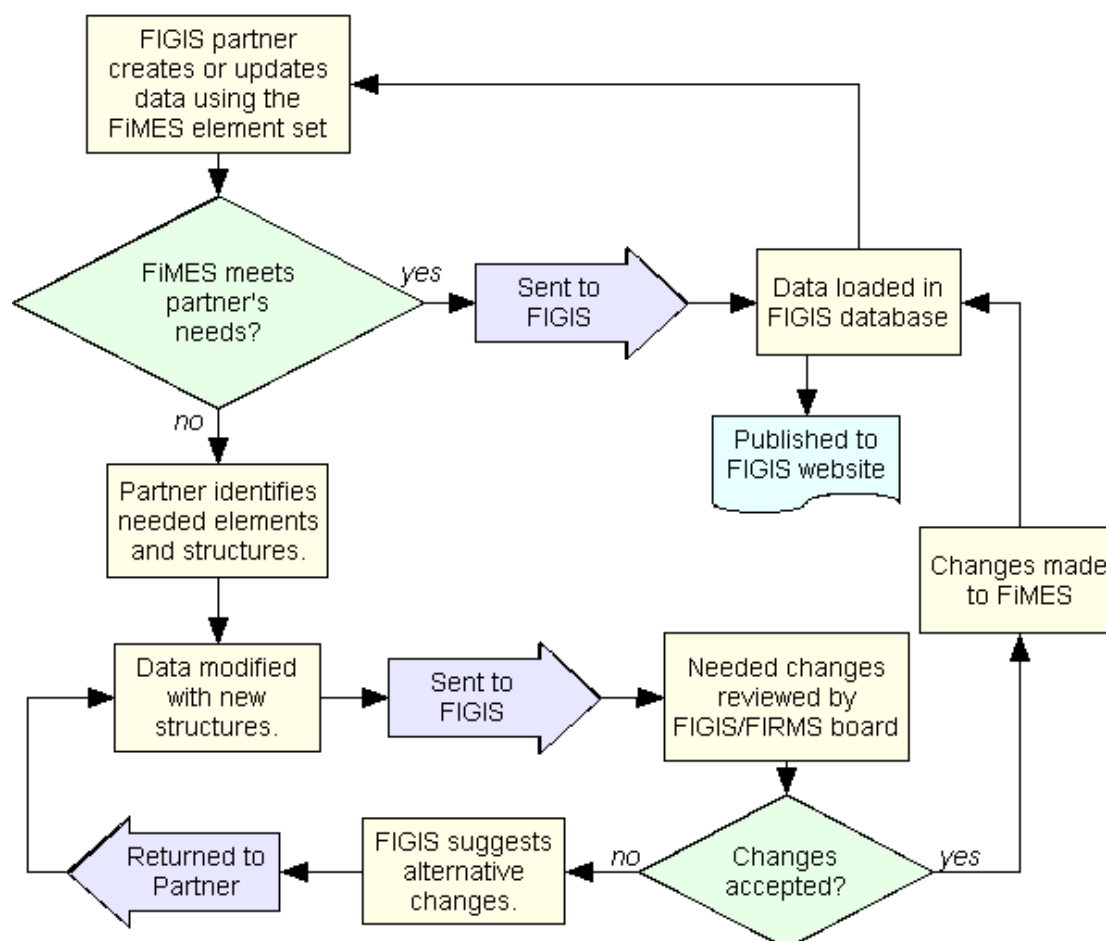 FIGIS partner
creates or updates
data using the
FiMES element set
FiMES meets
partner's
needs?
yes
Sent to
FIGIS
Data loaded in
FIGIS database
no
Published to
FIGIS website
Partner identifies
needed elements
and structures.
Changes made
to FiMES
Data modified
with new
structures.
Sent to
FIGIS
Needed changes
reviewed by
FIGIS/FIRMS board
Returned to
Partner
FIGIS suggests
alternative
changes.
no
Changes
accepted?
yes